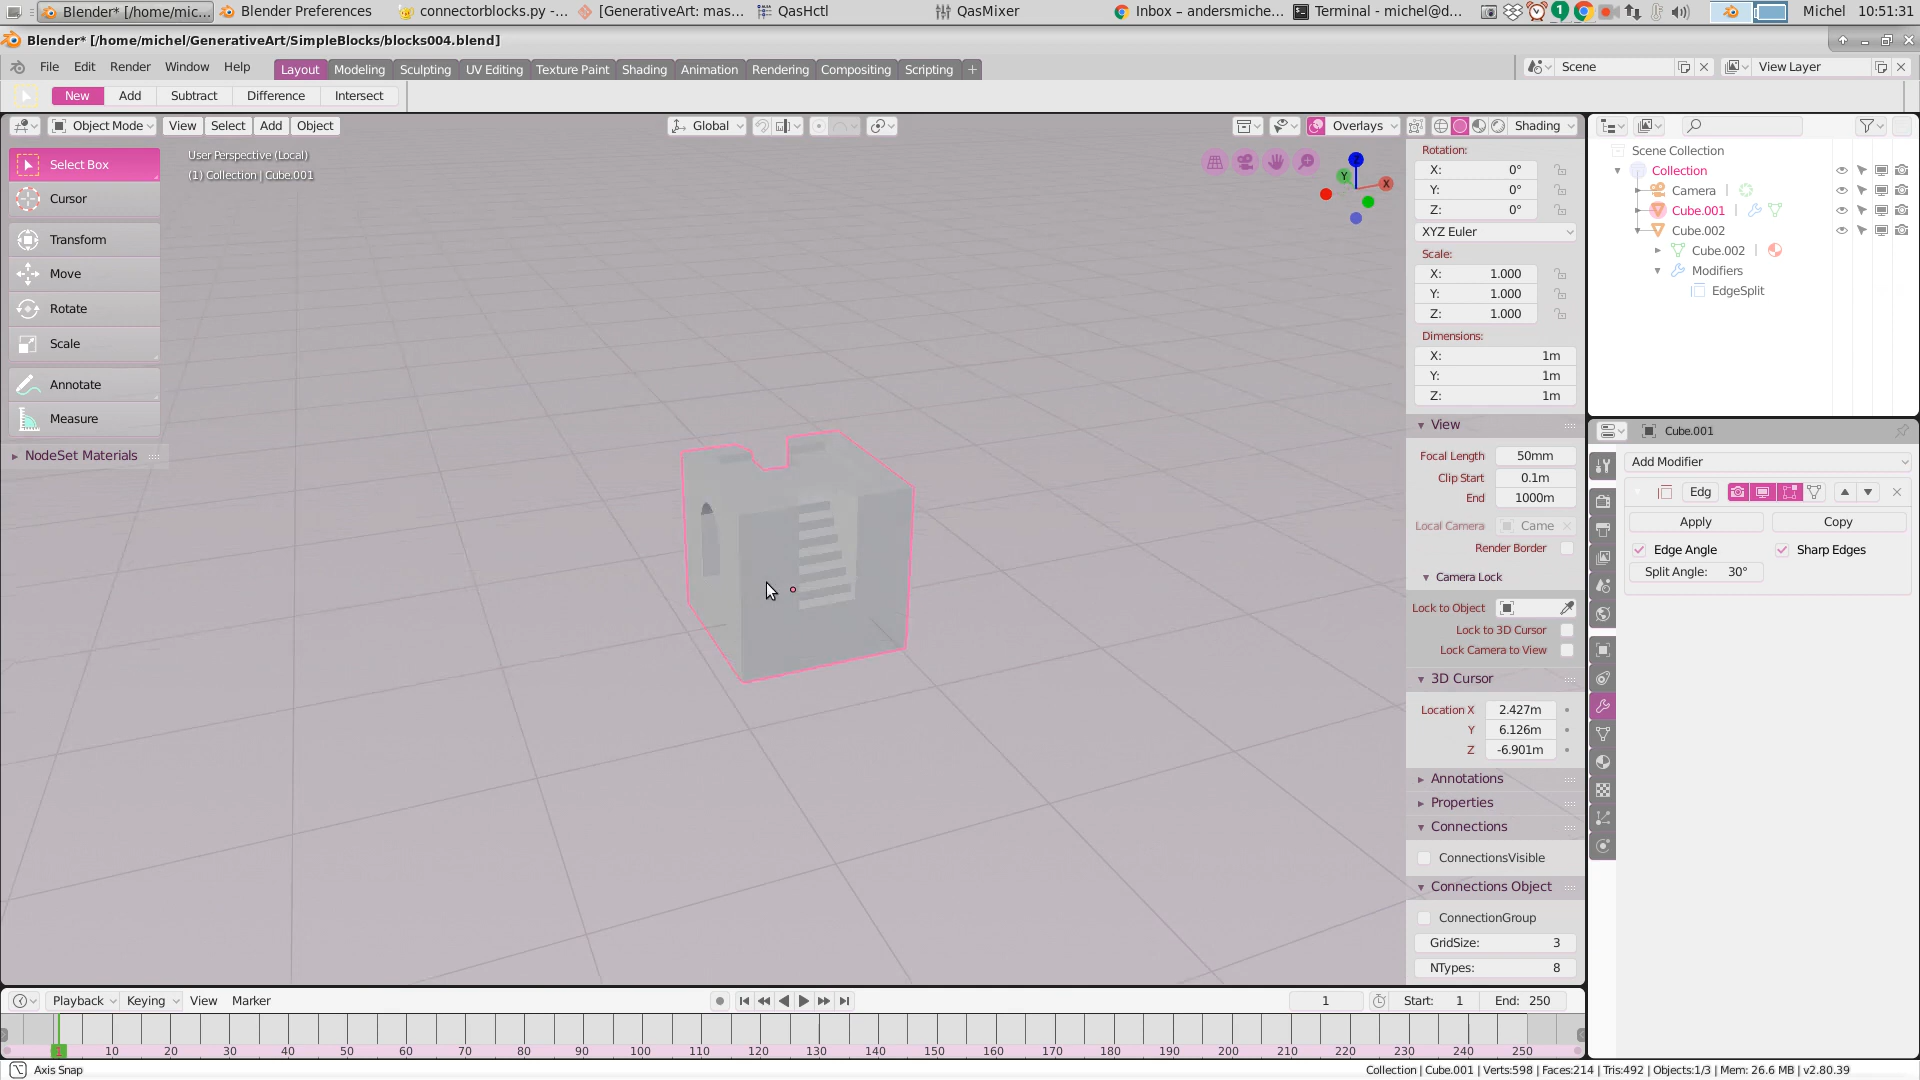 Blender* [/home/mic... Blender Preferences connectorblocks.py -... [GenerativeArt: mas... QasHctl QasMixer Inbox – andersmiche... Terminal - michel@d... 1 Michel 10:51:31
Blender* [/home/michel/GenerativeArt/SimpleBlocks/blocks004.blend]
File Edit Render Window Help Layout Modeling Sculpting UV Editing Texture Paint Shading Animation Rendering Compositing Scripting + Scene View Layer
New Add Subtract Difference Intersect
Object Mode View Select Add Object Global Overlays Shading
Select Box
Cursor
Transform
Move
Rotate
Scale
Annotate
Measure
NodeSet Materials
User Perspective (Local)
(1) Collection | Cube.001
Z
Y
X
Rotation:
X: 0°
Y: 0°
Z: 0°
XYZ Euler
Scale:
X: 1.000
Y: 1.000
Z: 1.000
Dimensions:
X: 1m
Y: 1m
Z: 1m
View
Focal Length 50mm
Clip Start 0.1m
End 1000m
Local Camera Came
Render Border
Camera Lock
Lock to Object
Lock to 3D Cursor
Lock Camera to View
3D Cursor
Location X 2.427m
Y 6.126m
Z -6.901m
Annotations
Properties
Connections
ConnectionsVisible
Connections Object
ConnectionGroup
GridSize: 3
NTypes: 8
Scene Collection
Collection
Camera
Cube.001
Cube.002
Cube.002
Modifiers
EdgeSplit
Cube.001
Add Modifier
Edg
Apply Copy
Edge Angle Sharp Edges
Split Angle: 30°
Playback Keying View Marker 1 Start: 1 End: 250
1 10 20 30 40 50 60 70 80 90 100 110 120 130 140 150 160 170 180 190 200 210 220 230 240 250
Axis Snap Collection | Cube.001 | Verts:598 | Faces:214 | Tris:492 | Objects:1/3 | Mem: 26.6 MB | v2.80.39